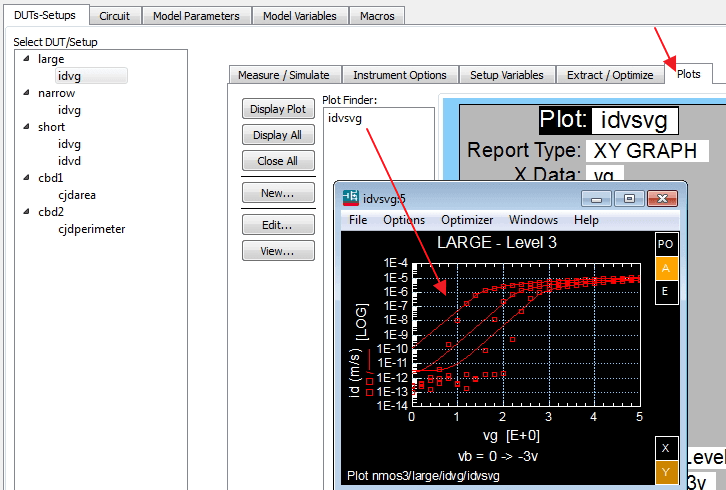 DUTs-Setups Circuit Model Parameters Model Variables Macros
Select DUT/Setup
large
idvg
narrow
idvg
short
idvg
idvd
cbd1
cjdarea
cbd2
cjdperimeter
Measure / Simulate Instrument Options Setup Variables Extract / Optimize Plots
Display Plot
Display All
Close All
New...
Edit...
View...
Plot Finder:
idvsvg
Plot: idvsvg
Report Type: XY GRAPH
X Data: vg
idvsvg:5
File Options Optimizer Windows Help
LARGE - Level 3
PO
A
E
id (m/s) [LOG]
1E-4
1E-5
1E-6
1E-7
1E-8
1E-9
1E-10
1E-11
1E-12
1E-13
1E-14
0 1 2 3 4 5
vg [E+0]
vb = 0 -> -3v
Plot nmos3/large/idvg/idvsvg
X
Y
Level
3v